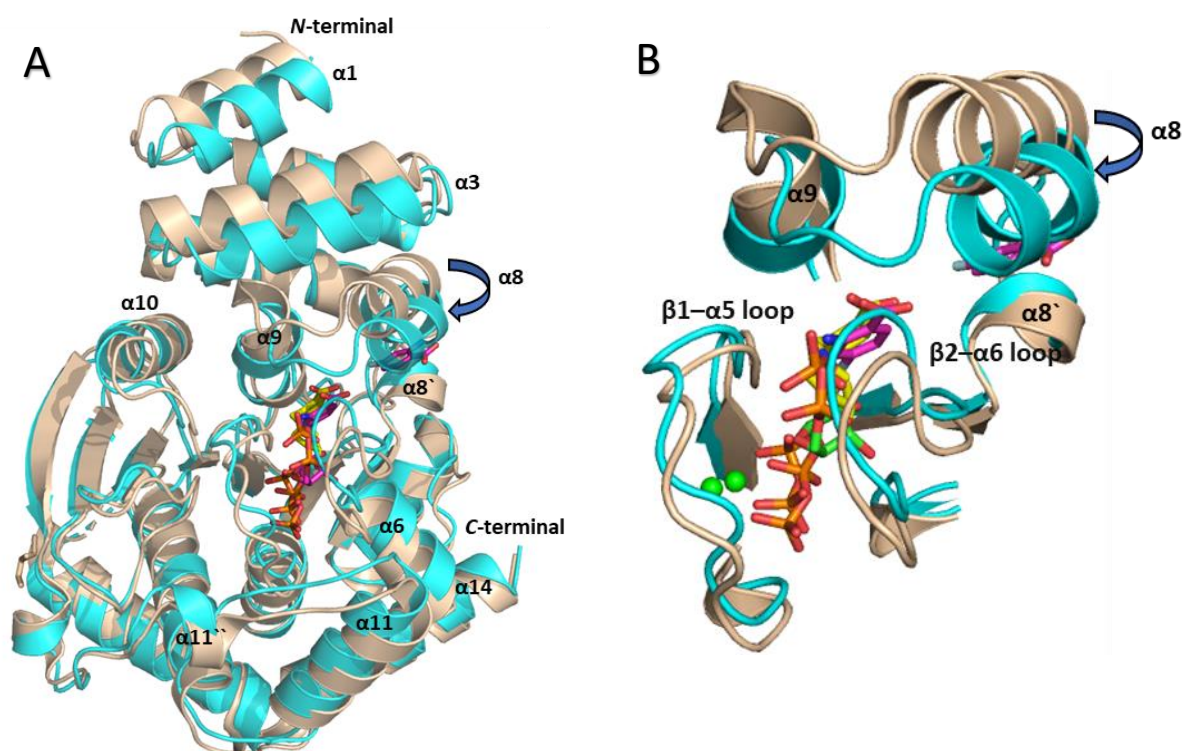 A
N-terminal
α1
α3
α8
α10
α9
α8`
α6
C-terminal
α14
α11
α11``
B
α8
α9
β1–α5 loop
α8`
β2–α6 loop